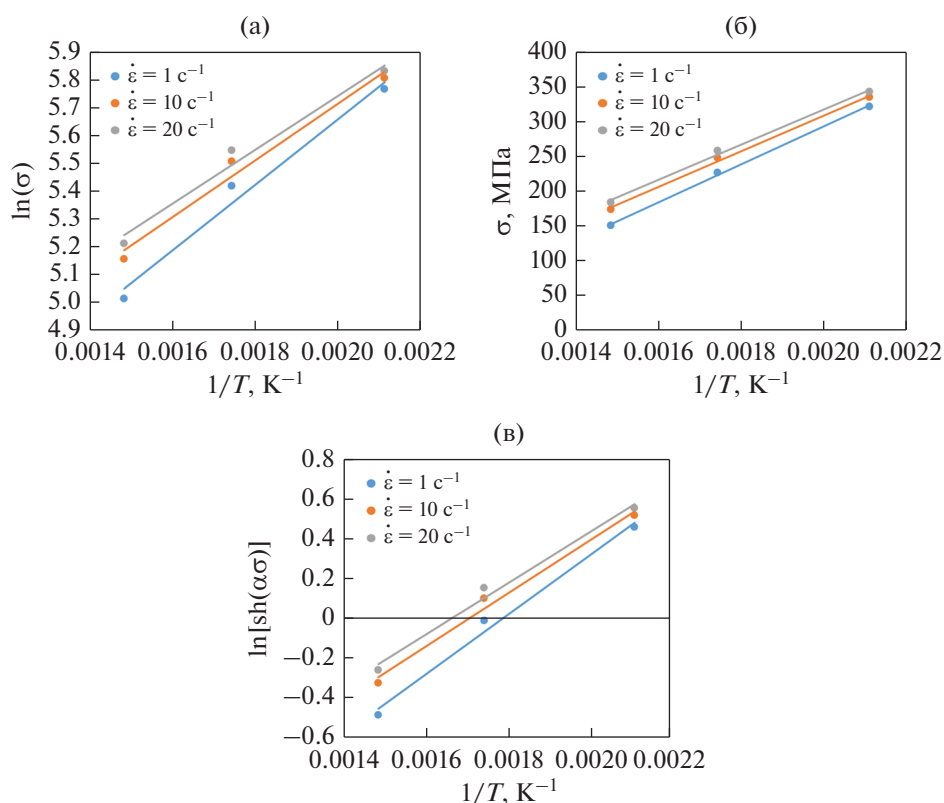 (а)
ln(σ)
5.9
5.8
5.7
5.6
5.5
5.4
5.3
5.2
5.1
5.0
4.9
ε̇ = 1 c⁻¹
ε̇ = 10 c⁻¹
ε̇ = 20 c⁻¹
0.0014 0.0016 0.0018 0.0020 0.0022
1/T, K⁻¹
(б)
σ, МПа
400
350
300
250
200
150
100
50
0
ε̇ = 1 c⁻¹
ε̇ = 10 c⁻¹
ε̇ = 20 c⁻¹
0.0014 0.0016 0.0018 0.0020 0.0022
1/T, K⁻¹
(в)
ln[sh(ασ)]
0.8
0.6
0.4
0.2
0
−0.2
−0.4
−0.6
ε̇ = 1 c⁻¹
ε̇ = 10 c⁻¹
ε̇ = 20 c⁻¹
0.0014 0.0016 0.0018 0.0020 0.0022
1/T, K⁻¹